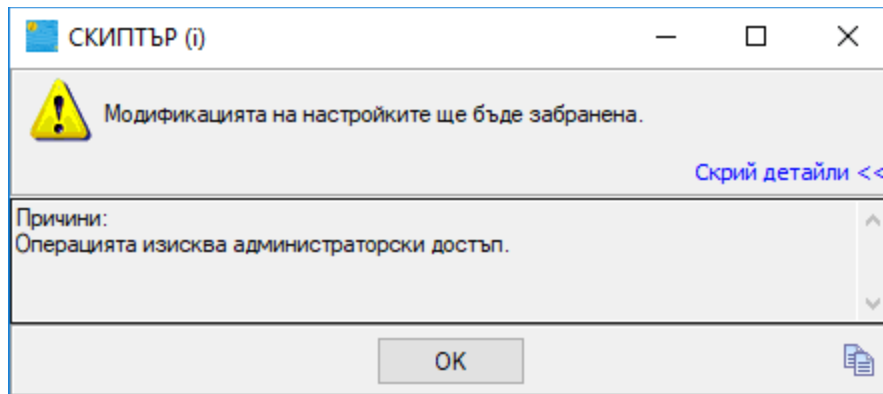 СКИПТЪР (i)
Модификацията на настройките ще бъде забранена.
Скрий детайли <<
Причини:
Операцията изисква администраторски достъп.
OK